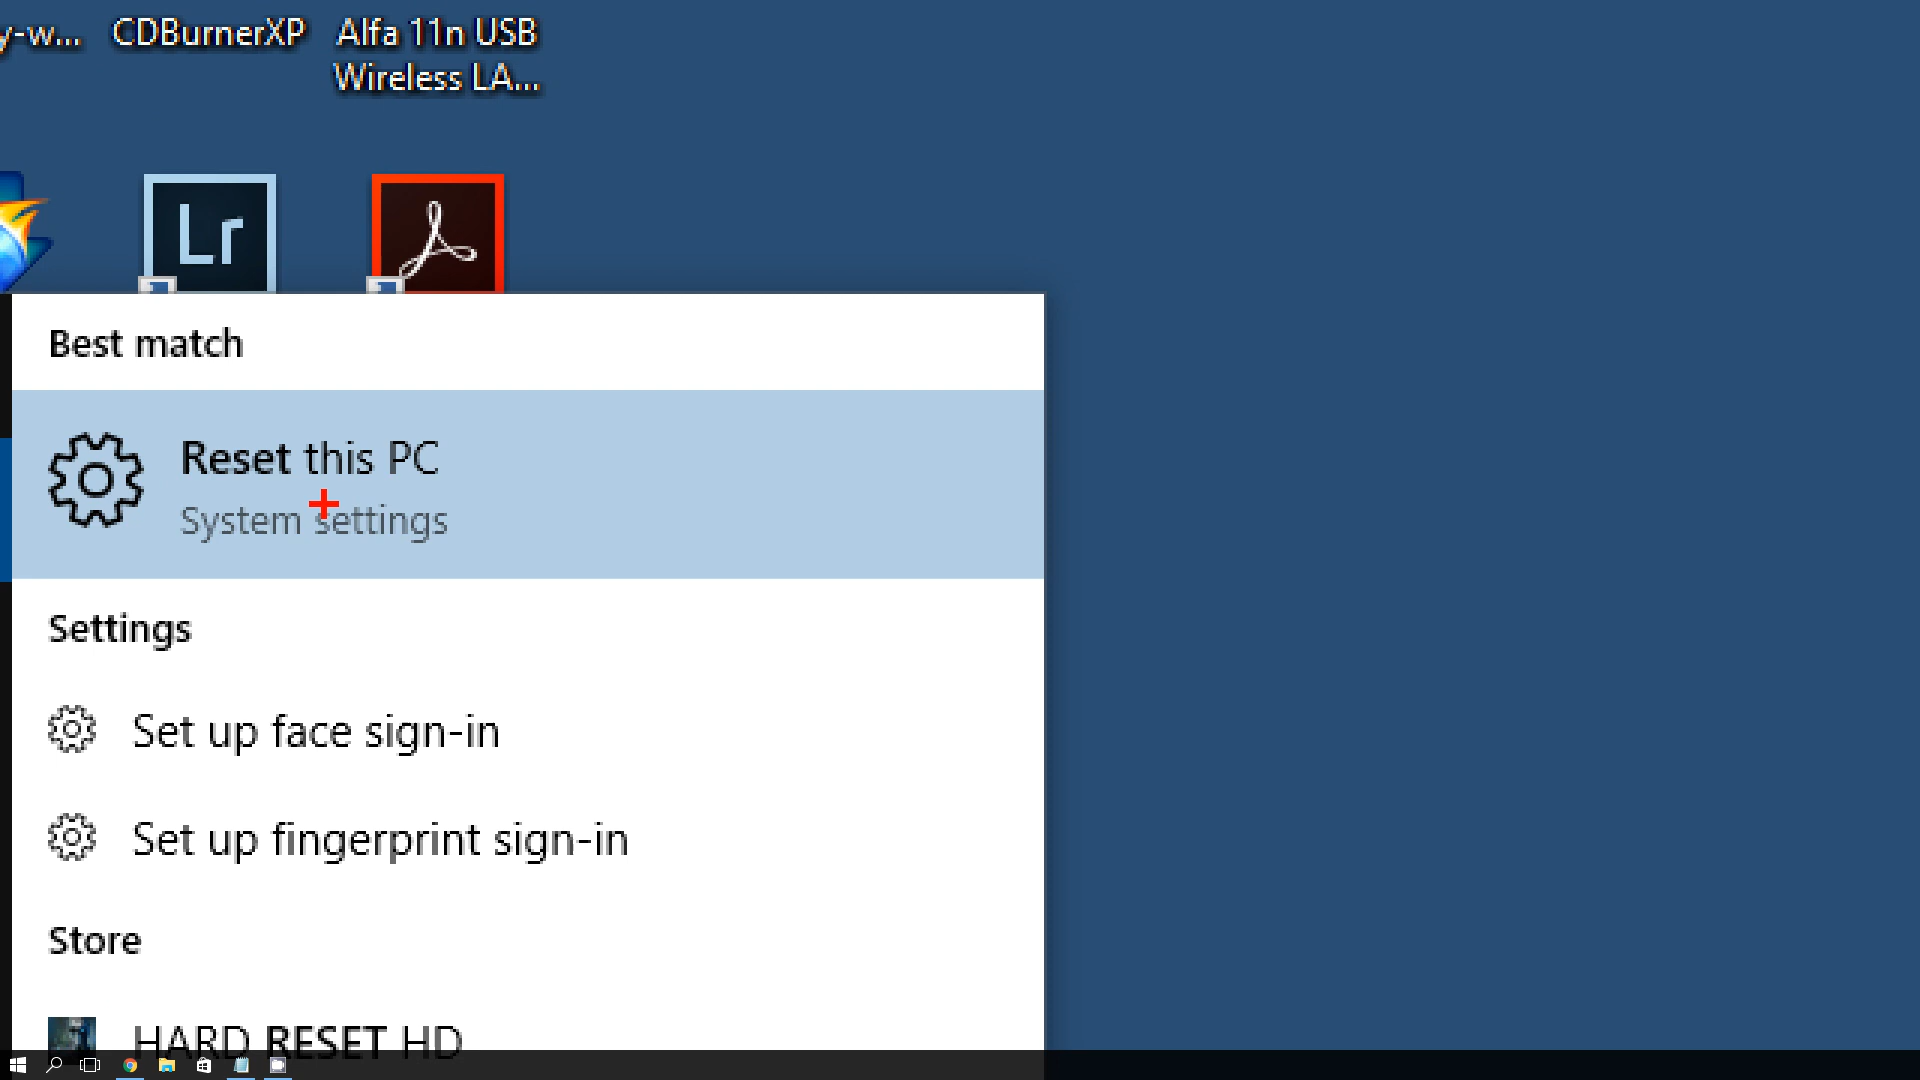 y-w...
CDBurnerXP
Alfa 11n USB
Wireless LA...
Lr
Best match
Reset this PC
System settings
Settings
Set up face sign-in
Set up fingerprint sign-in
Store
HARD RESET HD